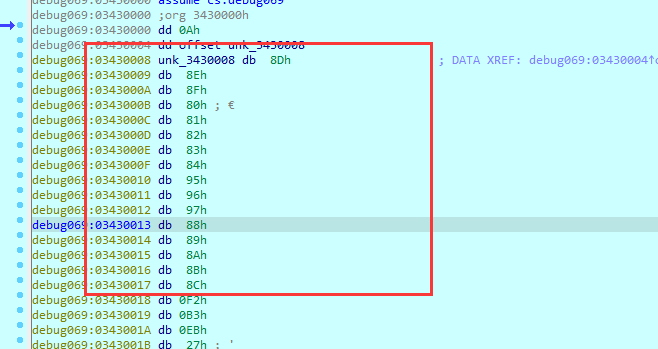 debug069:03430000 assume cs:debug069
debug069:03430000 ;org 3430000h
debug069:03430000 dd 0Ah
debug069:03430004 dd offset unk_3430008
debug069:03430008 unk_3430008 db 8Dh ; DATA XREF: debug069:03430004↑o
debug069:03430009 db 8Eh
debug069:0343000A db 8Fh
debug069:0343000B db 80h ; €
debug069:0343000C db 81h
debug069:0343000D db 82h
debug069:0343000E db 83h
debug069:0343000F db 84h
debug069:03430010 db 95h
debug069:03430011 db 96h
debug069:03430012 db 97h
debug069:03430013 db 88h
debug069:03430014 db 89h
debug069:03430015 db 8Ah
debug069:03430016 db 8Bh
debug069:03430017 db 8Ch
debug069:03430018 db 0F2h
debug069:03430019 db 0B3h
debug069:0343001A db 0EBh
debug069:0343001B db 27h ; '